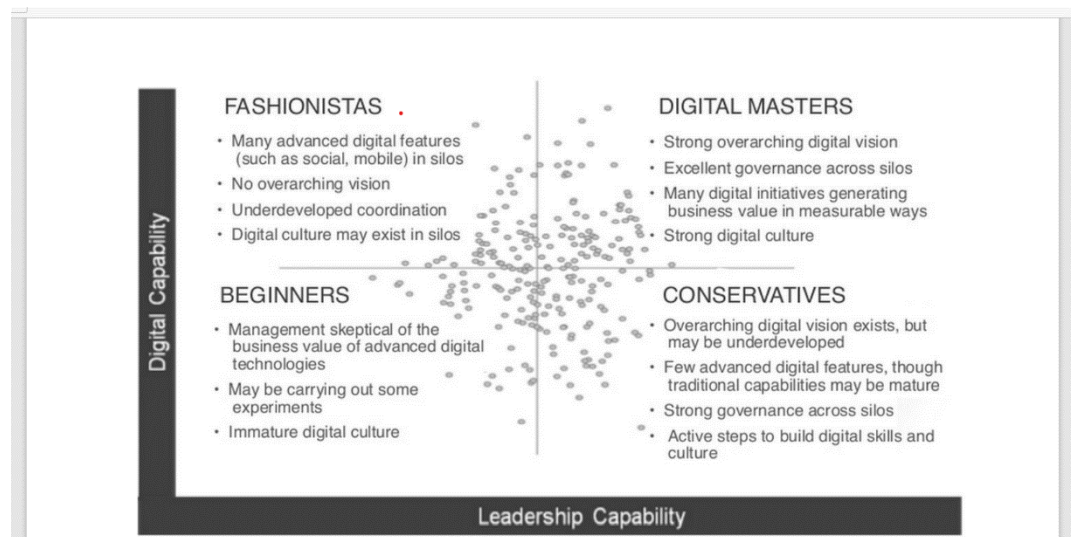 FASHIONISTAS
• Many advanced digital features
(such as social, mobile) in silos
• No overarching vision
• Underdeveloped coordination
• Digital culture may exist in silos
DIGITAL MASTERS
• Strong overarching digital vision
• Excellent governance across silos
• Many digital initiatives generating
business value in measurable ways
• Strong digital culture
BEGINNERS
• Management skeptical of the
business value of advanced digital
technologies
• May be carrying out some
experiments
• Immature digital culture
CONSERVATIVES
• Overarching digital vision exists, but
may be underdeveloped
• Few advanced digital features, though
traditional capabilities may be mature
• Strong governance across silos
• Active steps to build digital skills and
culture
Digital Capability
Leadership Capability